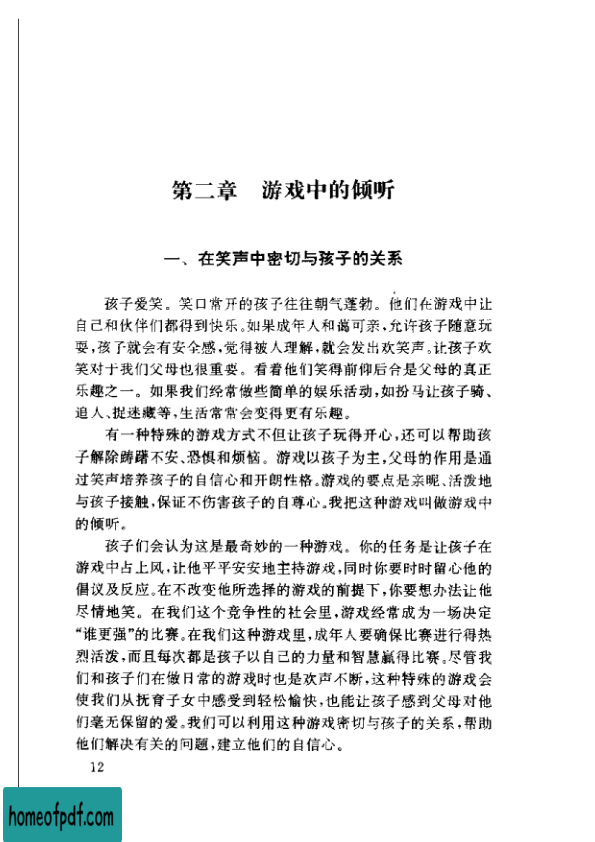 第二章 游戏中的倾听
一、在笑声中密切与孩子的关系
孩子爱笑。笑口常开的孩子往往朝气蓬勃。他们在游戏中让
自己和伙伴们都得到快乐。如果成年人和蔼可亲,允许孩子随意玩
耍,孩子就会有安全感,觉得被人理解,就会发出欢笑声。让孩子欢
笑对于我们父母也很重要。看着他们笑得前仰后合是父母的真正
乐趣之一。如果我们经常做些简单的娱乐活动,如扮马让孩子骑、
追人、捉迷藏等,生活常常会变得更有乐趣。
有一种特殊的游戏方式不但让孩子玩得开心,还可以帮助孩
子解除踌躇不安、恐惧和烦恼。游戏以孩子为主,父母的作用是通
过笑声培养孩子的自信心和开朗性格。游戏的要点是亲昵、活泼地
与孩子接触,保证不伤害孩子的自尊心。我把这种游戏叫做游戏中
的倾听。
孩子们会认为这是最奇妙的一种游戏。你的任务是让孩子在
游戏中占上风,让他平平安安地主持游戏,同时你要时时留心他的
倡议及反应。在不改变他所选择的游戏的前提下,你要想办法让他
尽情地笑。在我们这个竞争性的社会里,游戏经常成为一场决定
“谁更强”的比赛。在我们这种游戏里,成年人要确保比赛进行得热
烈活泼,而且每次都是孩子以自己的力量和智慧赢得比赛。尽管我
们和孩子们在做日常的游戏时也是欢声不断,这种特殊的游戏会
使我们从抚育子女中感受到轻松愉快,也能让孩子感到父母对他
们毫无保留的爱。我们可以利用这种游戏密切与孩子的关系,帮助
他们解决有关的问题,建立他们的自信心。
12
homeofpdf.com